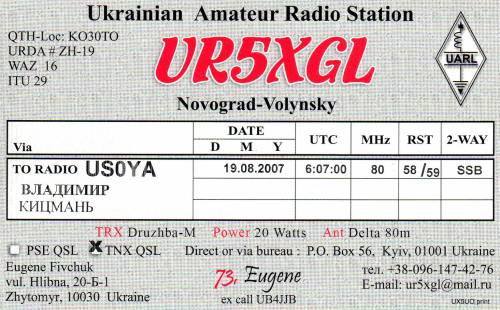 Ukrainian Amateur Radio Station
QTH-Loc: KO30TO
URDA # ZH-19
WAZ 16
ITU 29
UR5XGL
UARL
Novograd-Volynsky
Via
DATE
D M Y
UTC
MHz
RST
2-WAY
TO RADIO US0YA
19.08.2007
6:07:00
80
58/59
SSB
ВЛАДИМИР
КИЦМАНЬ
TRX Druzhba-M Power 20 Watts Ant Delta 80m
PSE QSL X TNX QSL Direct or via bureau : P.O. Box 56, Kyiv, 01001 Ukraine
Eugene Fivchuk
vul. Hlibna, 20-Б-1
Zhytomyr, 10030 Ukraine
73, Eugene
ex call UB4JJB
тел. +38-096-147-42-76
E-mail: ur5xgl@mail.ru
UX5UO print